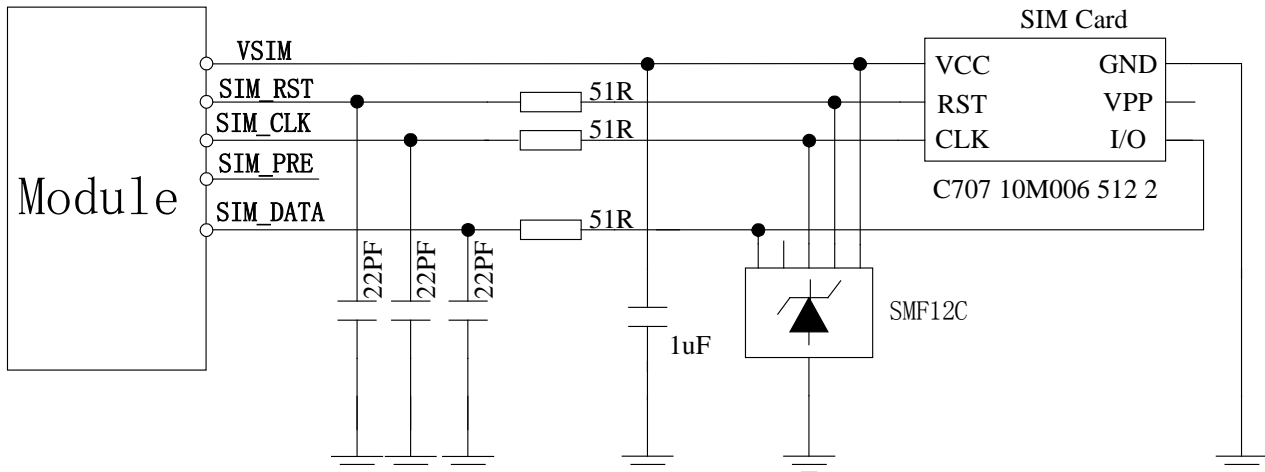 SIM Card
VSIM
VCC
GND
SIM_RST
51R
RST
VPP
SIM_CLK
51R
CLK
I/O
SIM_PRE
Module
C707 10M006 512 2
SIM_DATA
51R
22PF
22PF
22PF
SMF12C
1uF